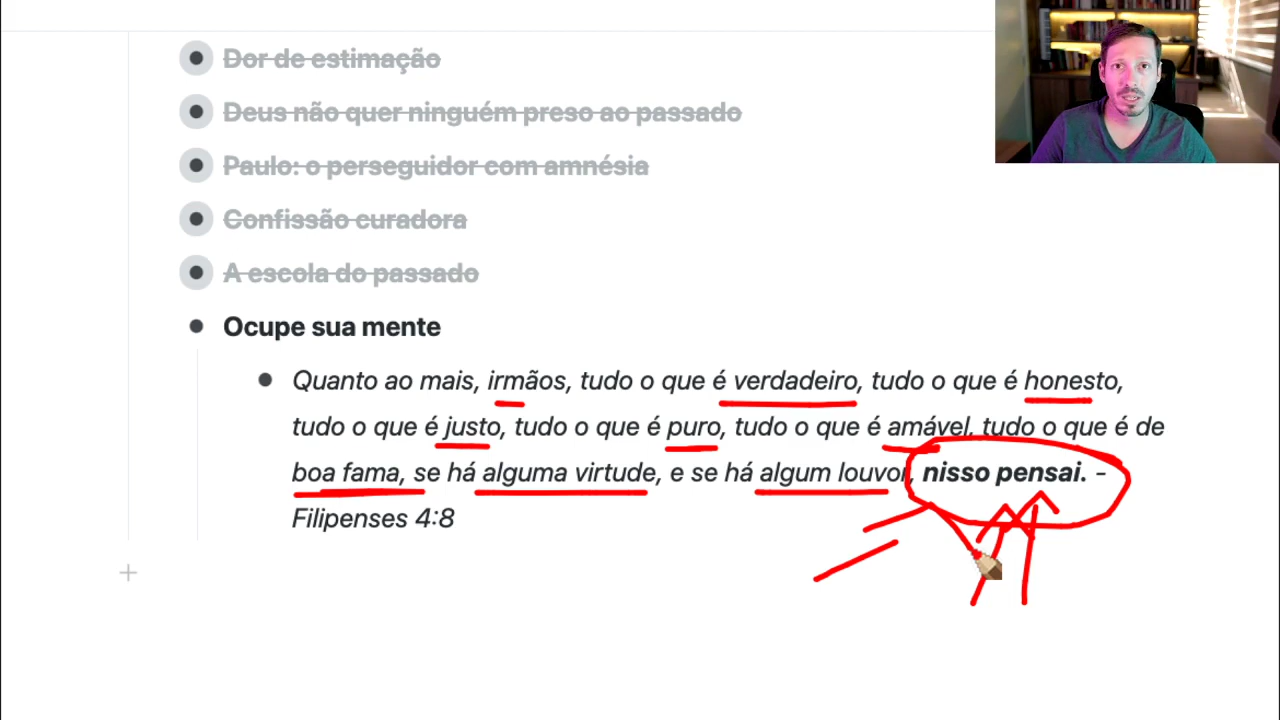 Dor de estimação
Deus não quer ninguém preso ao passado
Paulo: o perseguidor com amnésia
Confissão curadora
A escola do passado
Ocupe sua mente
Quanto ao mais, irmãos, tudo o que é verdadeiro, tudo o que é honesto,
tudo o que é justo, tudo o que é puro, tudo o que é amável, tudo o que é de
boa fama, se há alguma virtude, e se há algum louvor, nisso pensai. -
Filipenses 4:8